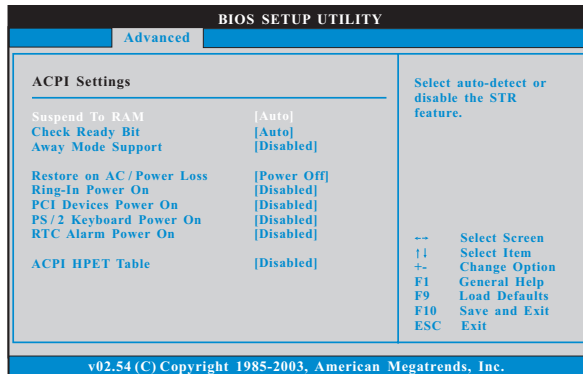 BIOS SETUP UTILITY
Advanced
ACPI Settings
Suspend To RAM [Auto]
Check Ready Bit [Auto]
Away Mode Support [Disabled]
Restore on AC / Power Loss [Power Off]
Ring-In Power On [Disabled]
PCI Devices Power On [Disabled]
PS / 2 Keyboard Power On [Disabled]
RTC Alarm Power On [Disabled]
ACPI HPET Table [Disabled]
Select auto-detect or
disable the STR
feature.
←→ Select Screen
↑↓ Select Item
+- Change Option
F1 General Help
F9 Load Defaults
F10 Save and Exit
ESC Exit
v02.54 (C) Copyright 1985-2003, American Megatrends, Inc.